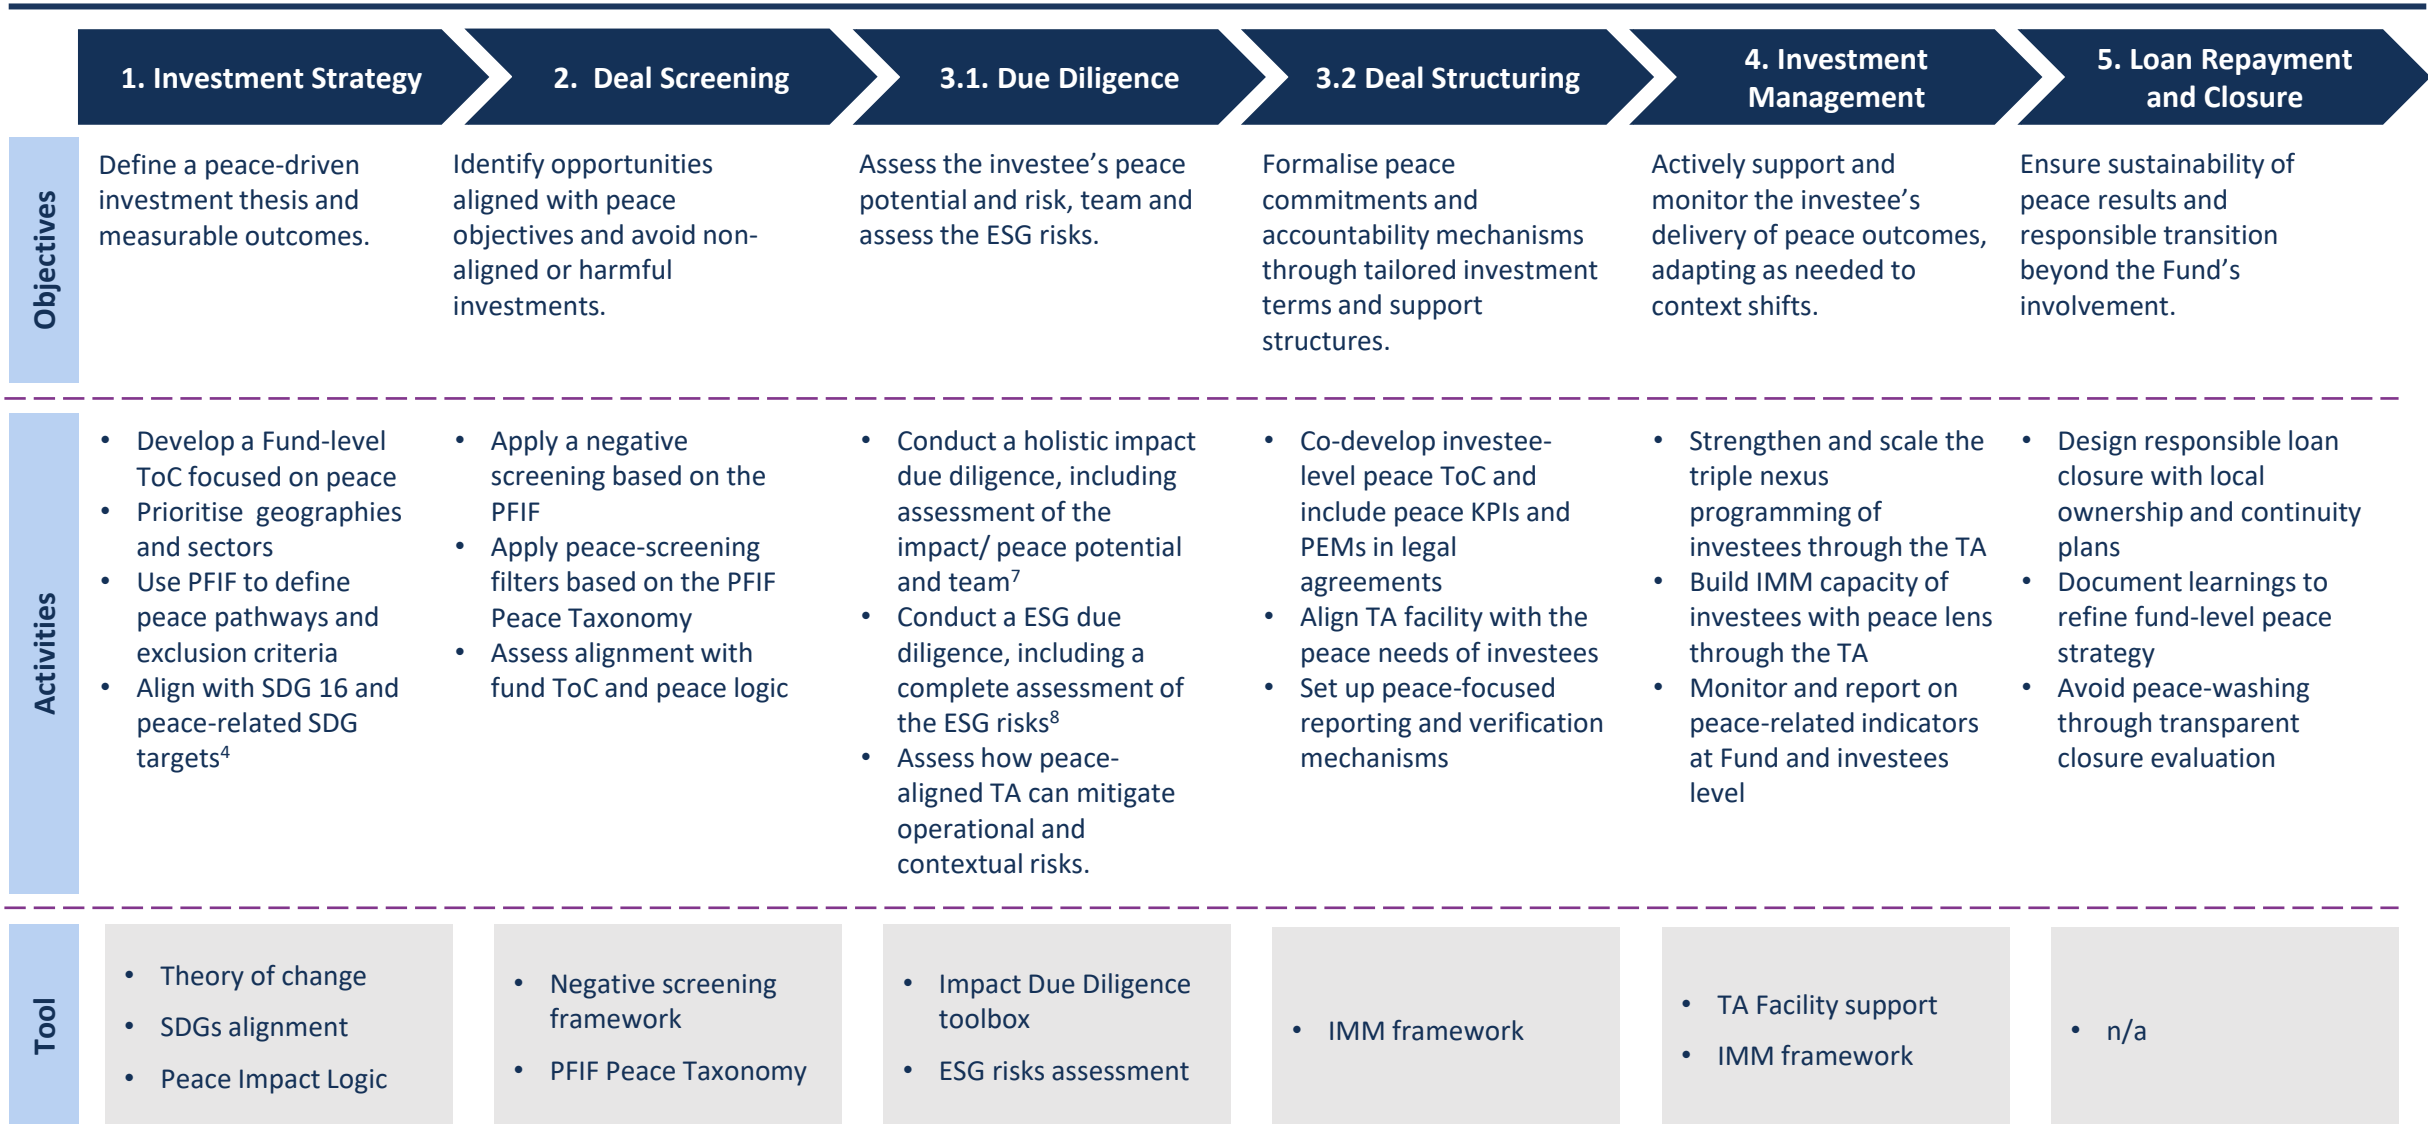 1. Investment Strategy
2. Deal Screening
3.1. Due Diligence
3.2 Deal Structuring
4. Investment
Management
5. Loan Repayment
and Closure
Objectives
Define a peace-driven
investment thesis and
measurable outcomes.
Identify opportunities
aligned with peace
objectives and avoid non-
aligned or harmful
investments.
Assess the investee’s peace
potential and risk, team and
assess the ESG risks.
Formalise peace
commitments and
accountability mechanisms
through tailored investment
terms and support
structures.
Actively support and
monitor the investee’s
delivery of peace outcomes,
adapting as needed to
context shifts.
Ensure sustainability of
peace results and
responsible transition
beyond the Fund’s
involvement.
Activities
• Develop a Fund-level
ToC focused on peace
• Prioritise geographies
and sectors
• Use PFIF to define
peace pathways and
exclusion criteria
• Align with SDG 16 and
peace-related SDG
targets⁴
• Apply a negative
screening based on the
PFIF
• Apply peace-screening
filters based on the PFIF
Peace Taxonomy
• Assess alignment with
fund ToC and peace logic
• Conduct a holistic impact
due diligence, including
assessment of the
impact/ peace potential
and team⁷
• Conduct a ESG due
diligence, including a
complete assessment of
the ESG risks⁸
• Assess how peace-
aligned TA can mitigate
operational and
contextual risks.
• Co-develop investee-
level peace ToC and
include peace KPIs and
PEMs in legal
agreements
• Align TA facility with the
peace needs of investees
• Set up peace-focused
reporting and verification
mechanisms
• Strengthen and scale the
triple nexus
programming of
investees through the TA
• Build IMM capacity of
investees with peace lens
through the TA
• Monitor and report on
peace-related indicators
at Fund and investees
level
• Design responsible loan
closure with local
ownership and continuity
plans
• Document learnings to
refine fund-level peace
strategy
• Avoid peace-washing
through transparent
closure evaluation
Tool
• Theory of change
• SDGs alignment
• Peace Impact Logic
• Negative screening
framework
• PFIF Peace Taxonomy
• Impact Due Diligence
toolbox
• ESG risks assessment
• IMM framework
• TA Facility support
• IMM framework
• n/a